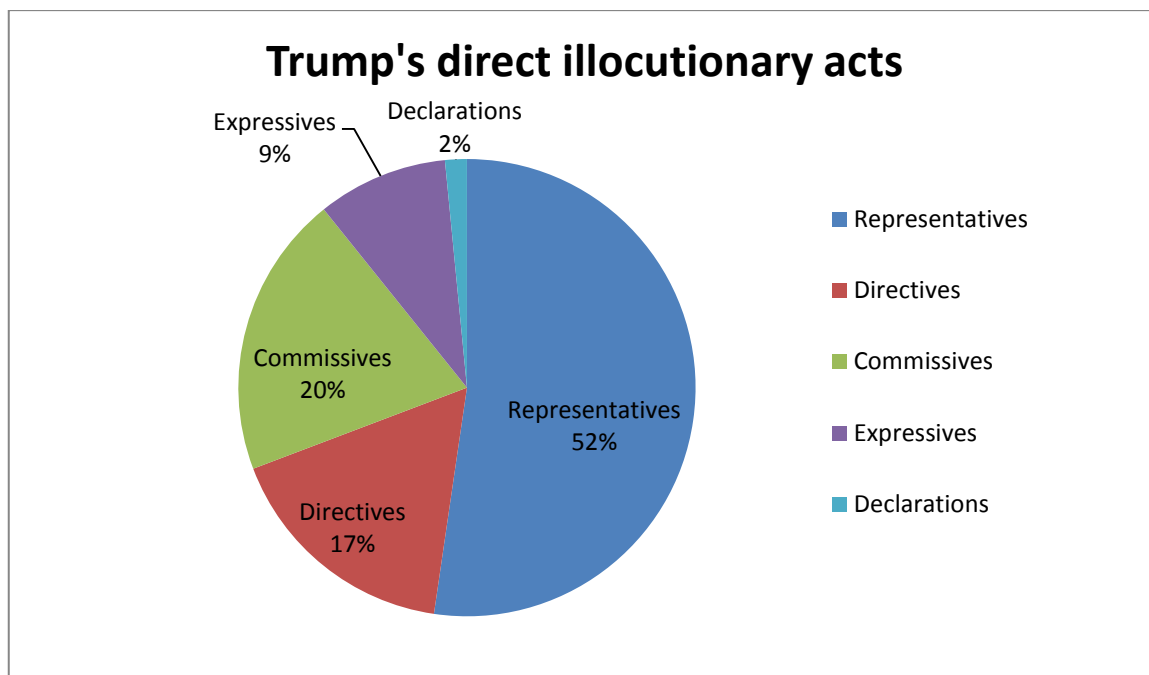 Trump's direct illocutionary acts
Declarations
2%
Expressives
9%
Commissives
20%
Directives
17%
Representatives
52%
Representatives
Directives
Commissives
Expressives
Declarations